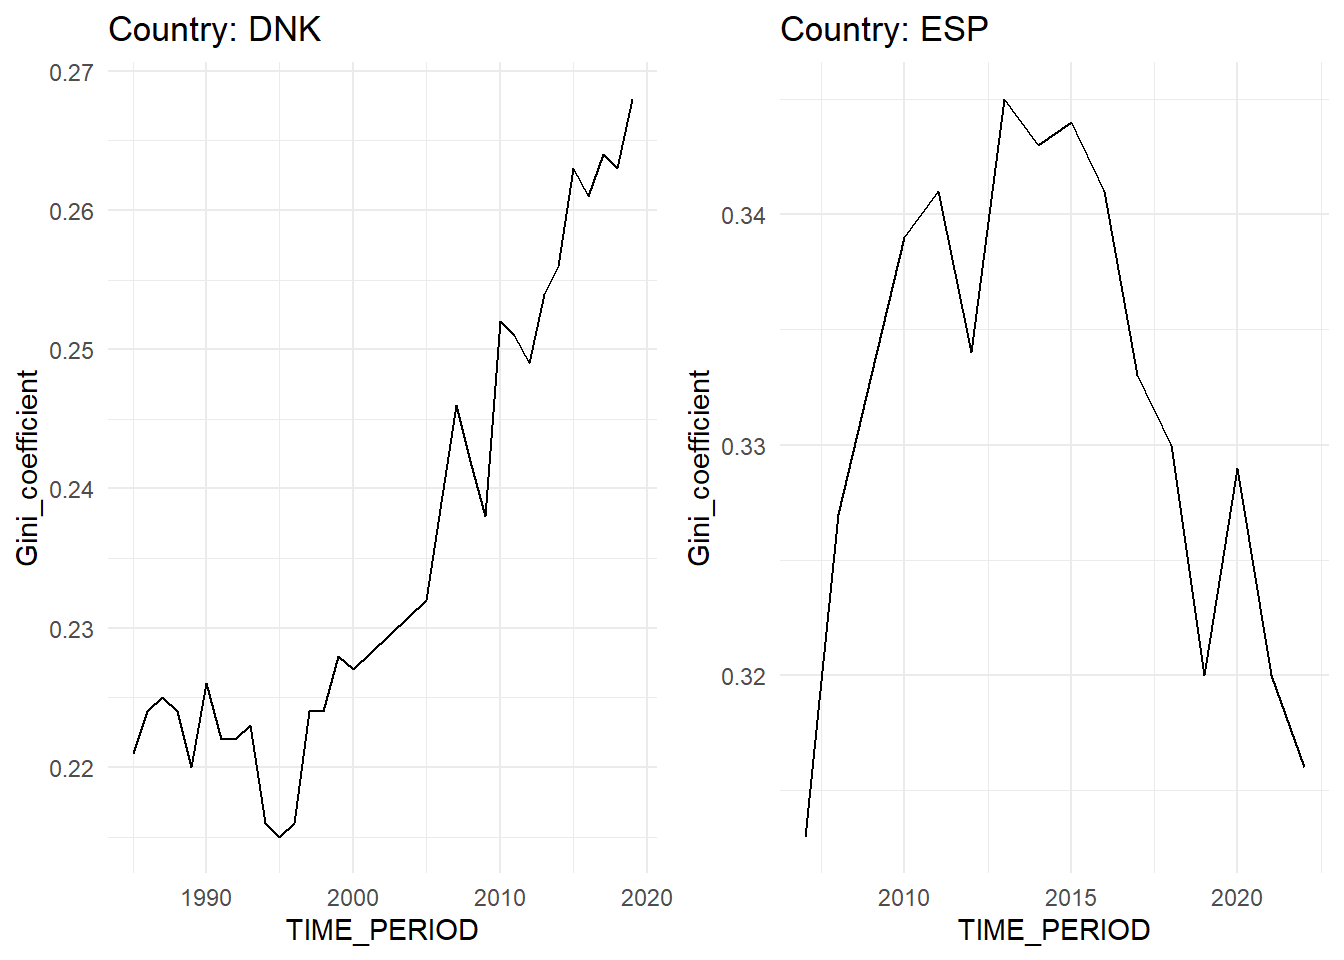 Country: DNK
0.27
0.26
0.25
0.24
0.23
0.22
Gini_coefficient
1990 2000 2010 2020
TIME_PERIOD
Country: ESP
0.34
0.33
0.32
Gini_coefficient
2010 2015 2020
TIME_PERIOD